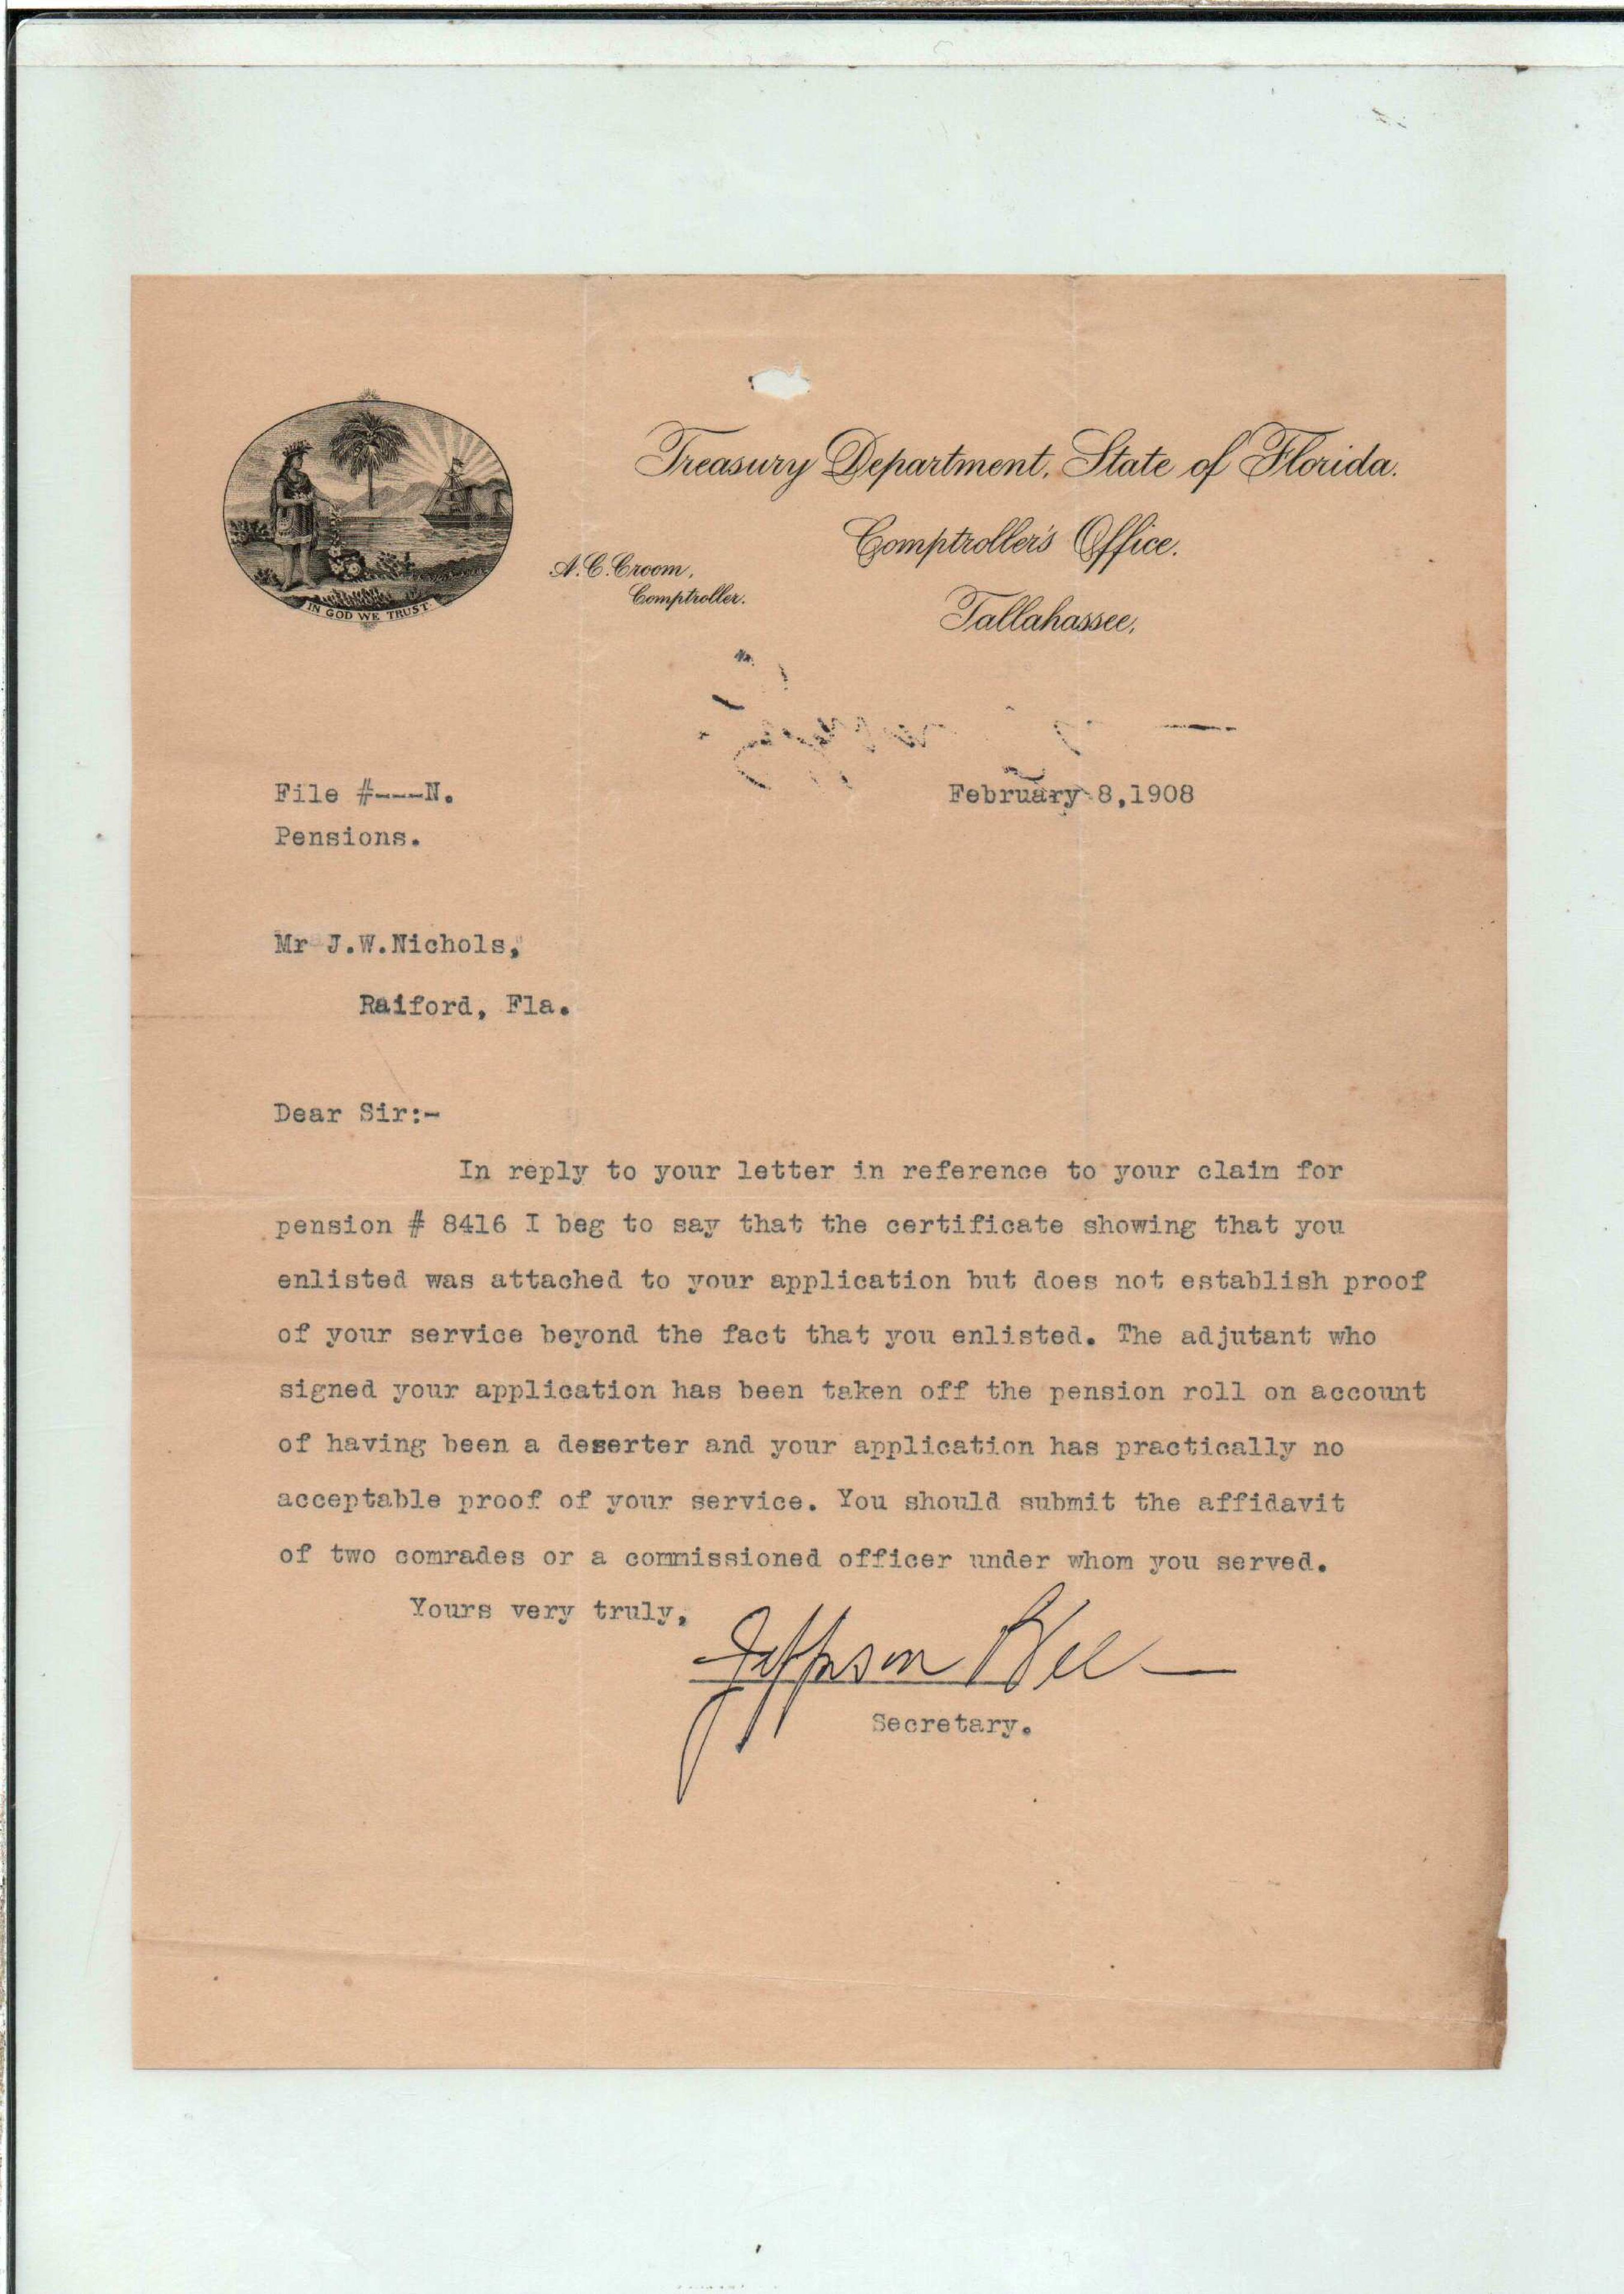 Treasury Department, State of Florida.
Comptroller's Office.
A. C. Croom,
Comptroller.
Tallahassee,
IN GOD WE TRUST
File #---N.
February 8,1908
Pensions.
Mr J.W.Nichols,
Raiford, Fla.
Dear Sir:-
In reply to your letter in reference to your claim for
pension # 8416 I beg to say that the certificate showing that you
enlisted was attached to your application but does not establish proof
of your service beyond the fact that you enlisted. The adjutant who
signed your application has been taken off the pension roll on account
of having been a deserter and your application has practically no
acceptable proof of your service. You should submit the affidavit
of two comrades or a commissioned officer under whom you served.
Yours very truly,
Secretary.